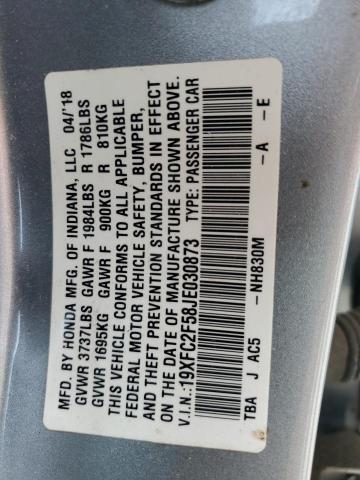 MFD. BY HONDA MFG. OF INDIANA, LLC 04/'18
GVWR 3737LBS GAWR F 1984LBS R 1786LBS
GVWR 1695KG GAWR F 900KG R 810KG
THIS VEHICLE CONFORMS TO ALL APPLICABLE
FEDERAL MOTOR VEHICLE SAFETY, BUMPER,
AND THEFT PREVENTION STANDARDS IN EFFECT
ON THE DATE OF MANUFACTURE SHOWN ABOVE.
V.I.N.:19XFC2F58JE030873 TYPE: PASSENGER CAR
TBA J AC5 -NH830M -A -E